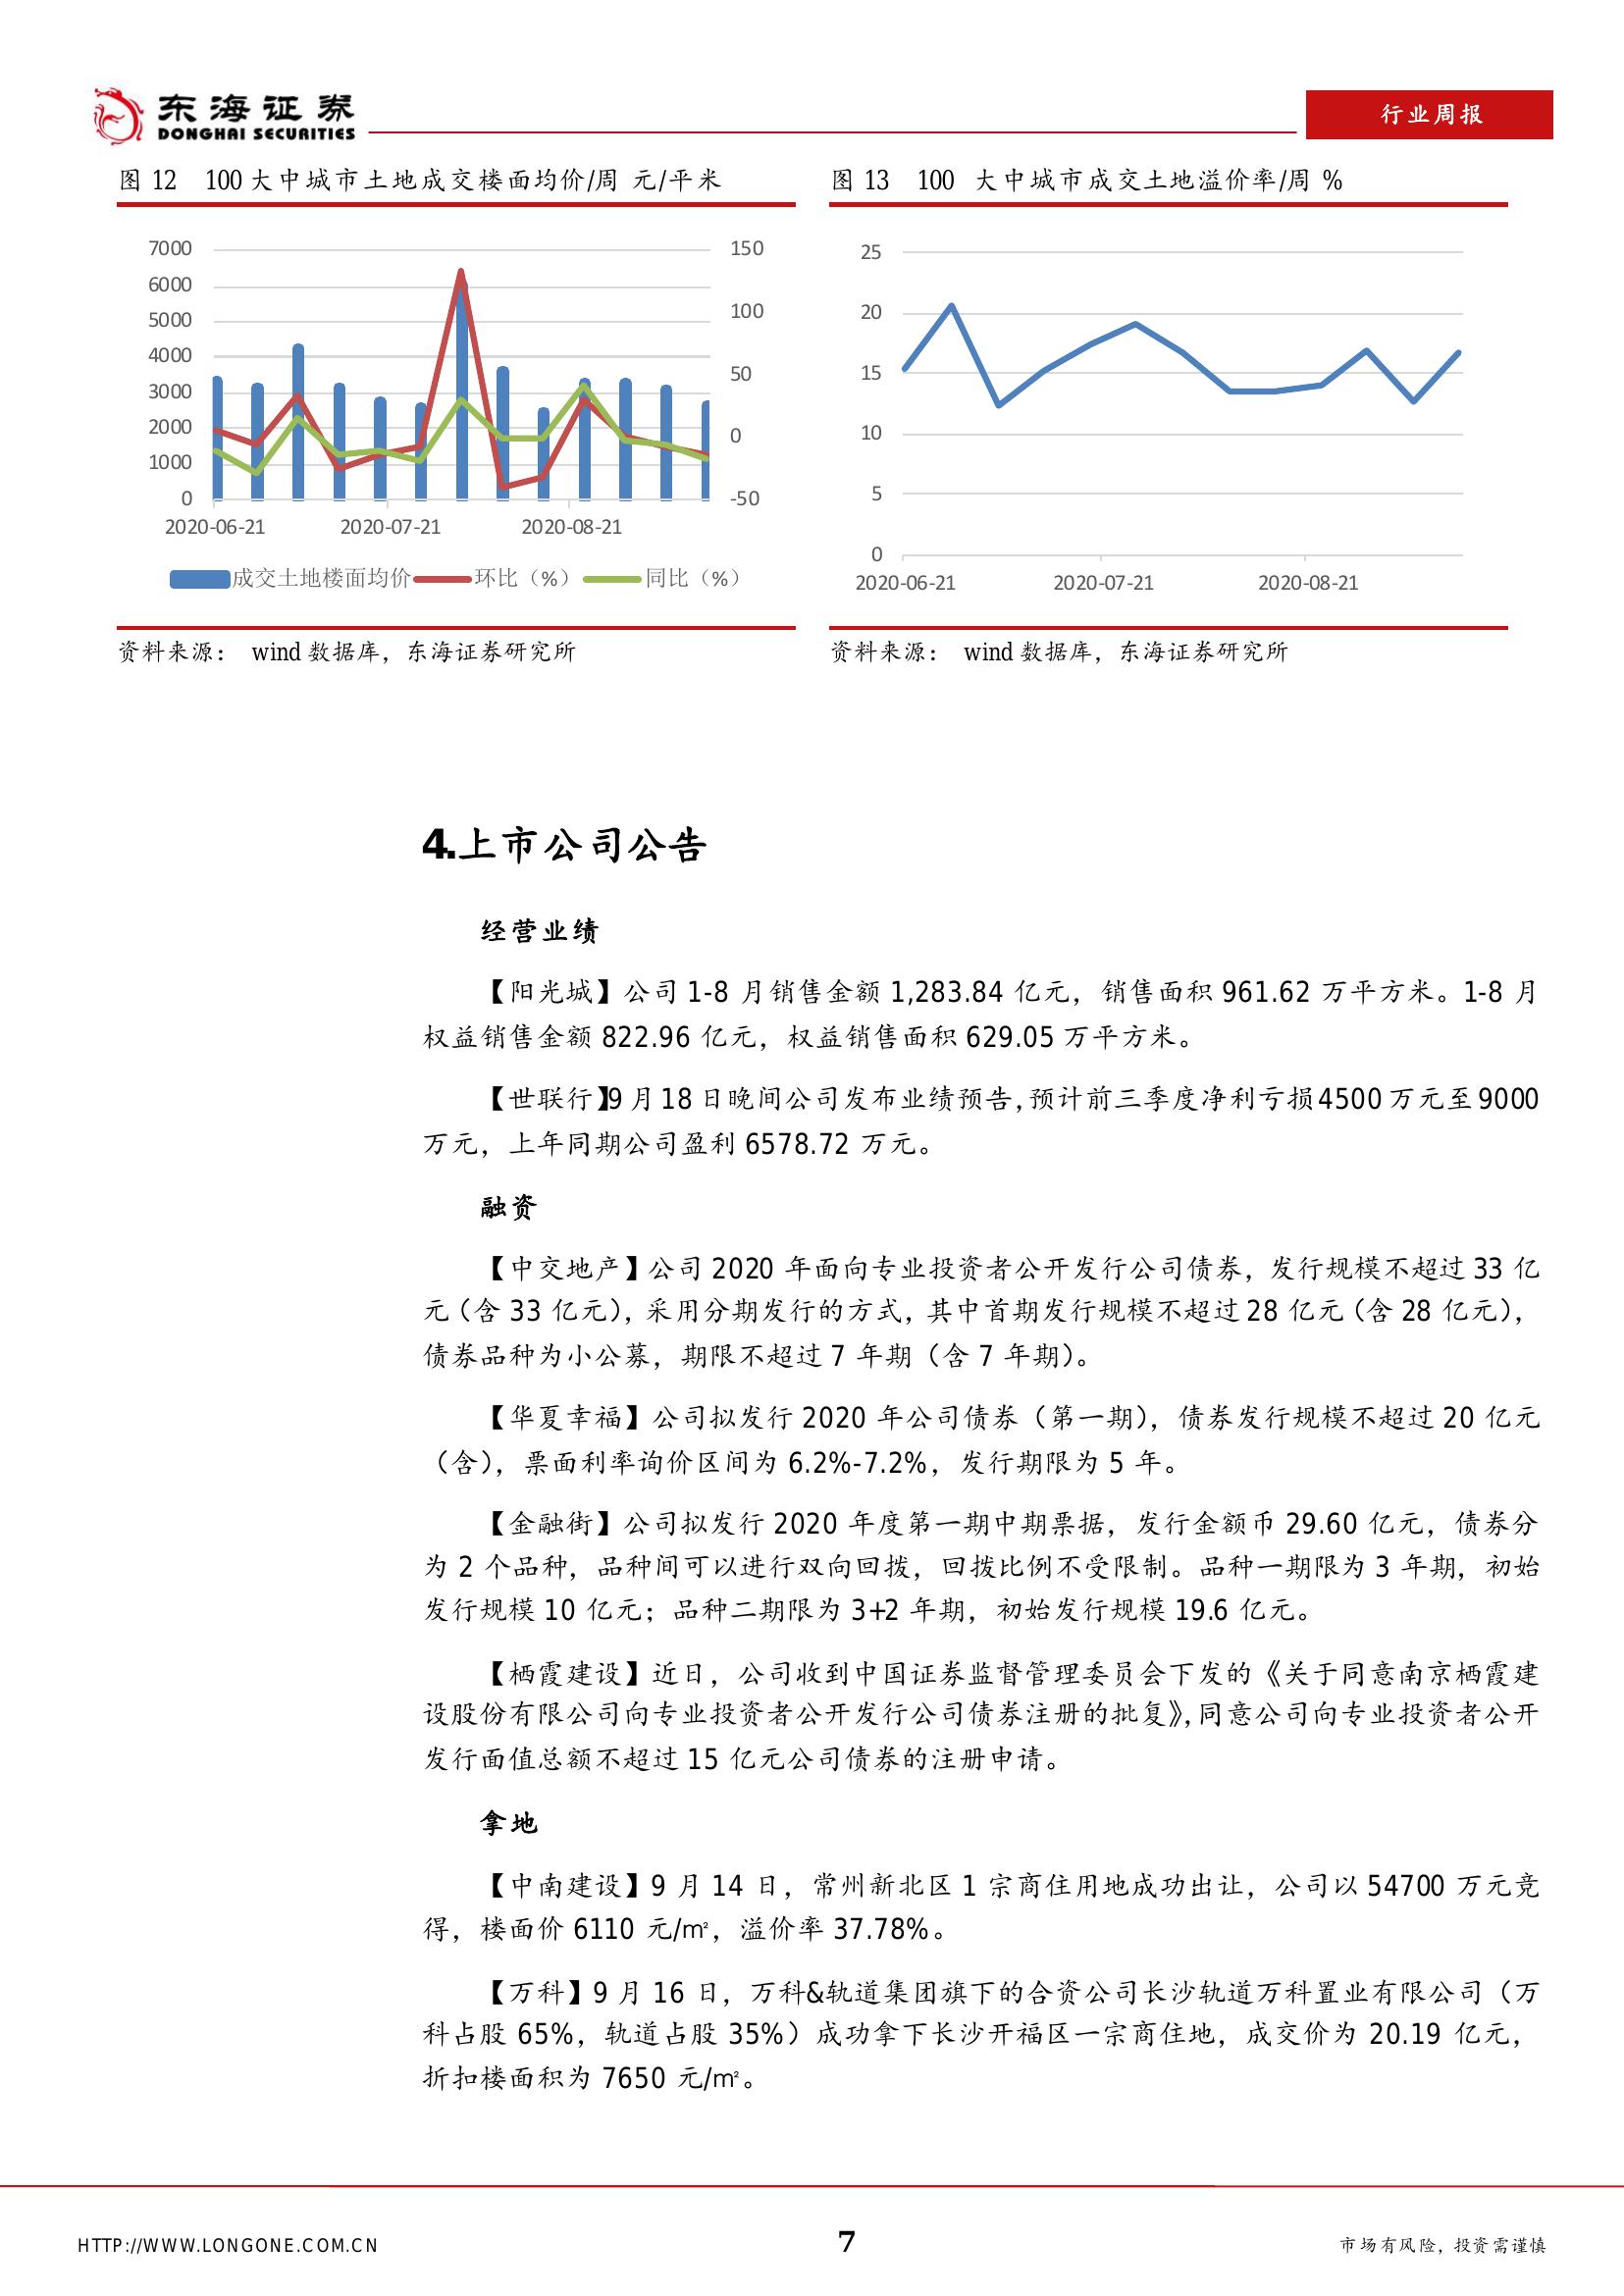 东海证券
DONGHAI SECURITIES
行业周报
图 12 100 大中城市土地成交楼面均价/周 元/平米
图 13 100 大中城市成交土地溢价率/周 %
7000
6000
5000
4000
3000
2000
1000
0
150
100
50
0
-50
2020-06-21 2020-07-21 2020-08-21
成交土地楼面均价 环比（%） 同比（%）
25
20
15
10
5
0
2020-06-21 2020-07-21 2020-08-21
资料来源： wind 数据库，东海证券研究所
资料来源： wind 数据库，东海证券研究所
4.上市公司公告
经营业绩
【阳光城】公司 1-8 月销售金额 1,283.84 亿元，销售面积 961.62 万平方米。1-8 月
权益销售金额 822.96 亿元，权益销售面积 629.05 万平方米。
【世联行】9 月 18 日晚间公司发布业绩预告，预计前三季度净利亏损 4500 万元至 9000
万元，上年同期公司盈利 6578.72 万元。
融资
【中交地产】公司 2020 年面向专业投资者公开发行公司债券，发行规模不超过 33 亿
元（含 33 亿元），采用分期发行的方式，其中首期发行规模不超过 28 亿元（含 28 亿元），
债券品种为小公募，期限不超过 7 年期（含 7 年期）。
【华夏幸福】公司拟发行 2020 年公司债券（第一期），债券发行规模不超过 20 亿元
（含），票面利率询价区间为 6.2%-7.2%，发行期限为 5 年。
【金融街】公司拟发行 2020 年度第一期中期票据，发行金额币 29.60 亿元，债券分
为 2 个品种，品种间可以进行双向回拨，回拨比例不受限制。品种一期限为 3 年期，初始
发行规模 10 亿元；品种二期限为 3+2 年期，初始发行规模 19.6 亿元。
【栖霞建设】近日，公司收到中国证券监督管理委员会下发的《关于同意南京栖霞建
设股份有限公司向专业投资者公开发行公司债券注册的批复》，同意公司向专业投资者公开
发行面值总额不超过 15 亿元公司债券的注册申请。
拿地
【中南建设】9 月 14 日，常州新北区 1 宗商住用地成功出让，公司以 54700 万元竞
得，楼面价 6110 元/㎡，溢价率 37.78%。
【万科】9 月 16 日，万科&轨道集团旗下的合资公司长沙轨道万科置业有限公司（万
科占股 65%，轨道占股 35%）成功拿下长沙开福区一宗商住地，成交价为 20.19 亿元，
折扣楼面积为 7650 元/㎡。
HTTP://WWW.LONGONE.COM.CN
7
市场有风险，投资需谨慎